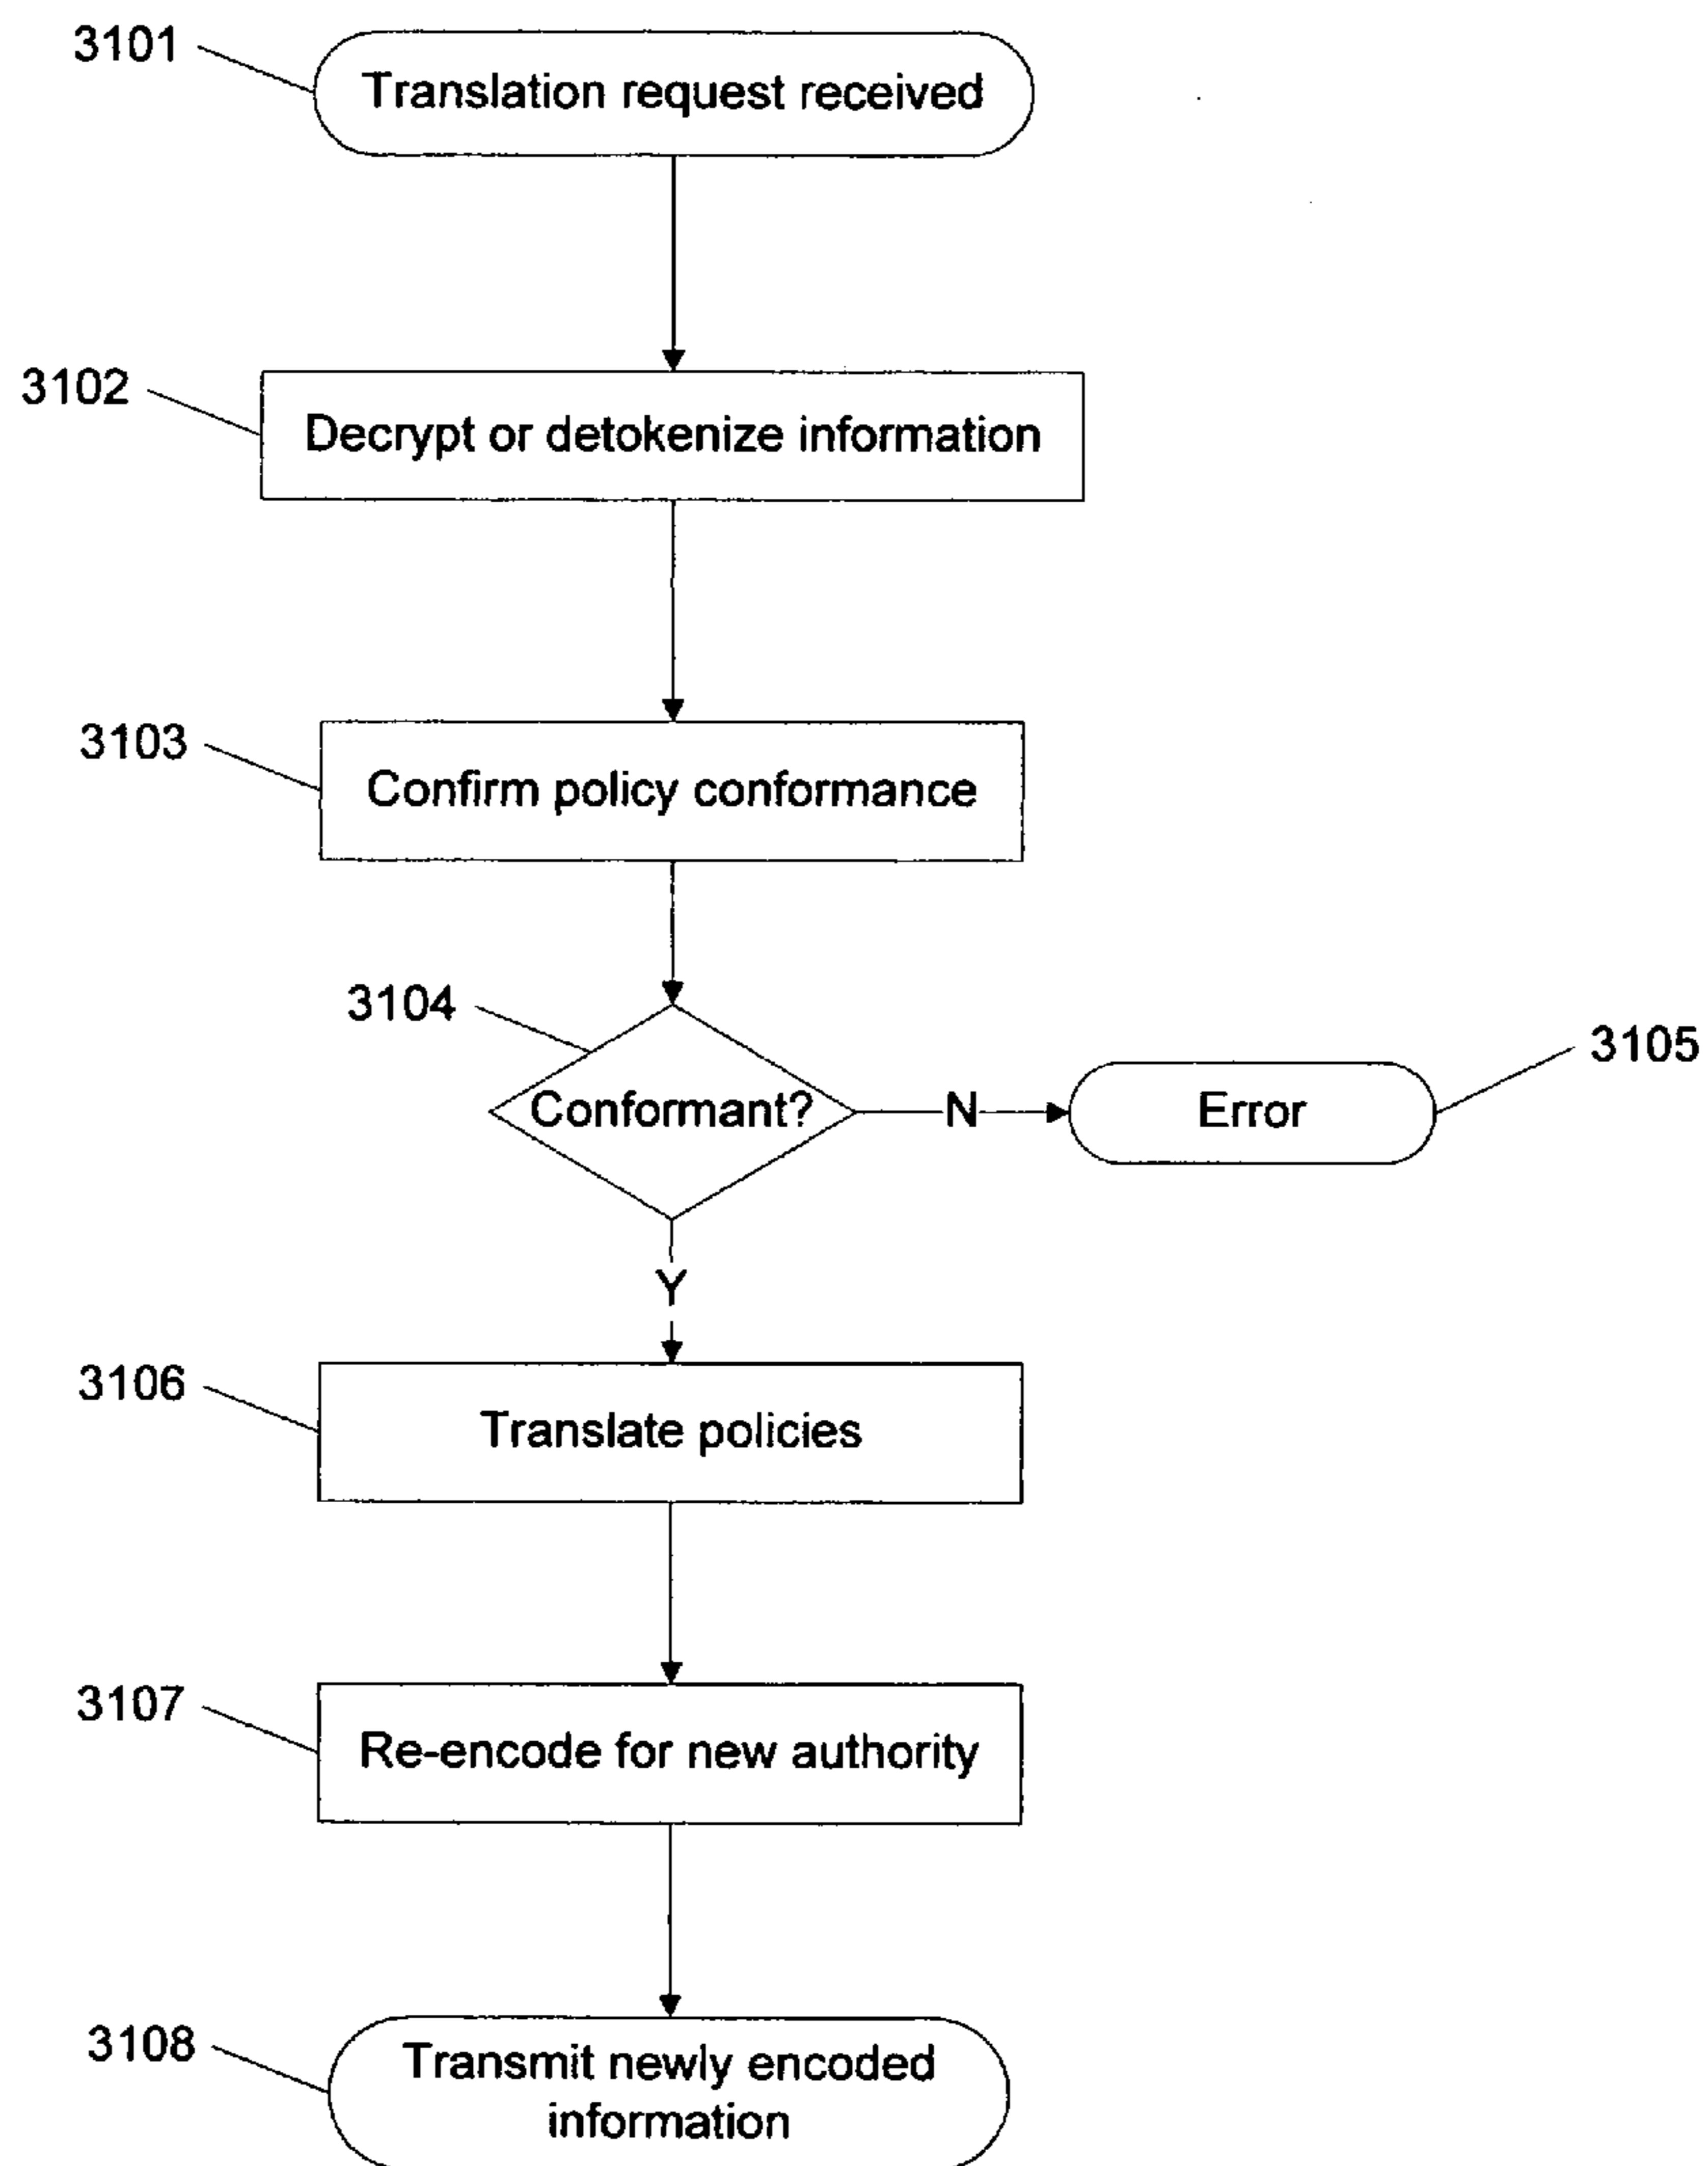 3101
Translation request received
3102
Decrypt or detokenize information
3103
Confirm policy conformance
3104
Conformant?
N
Error
3105
Y
3106
Translate policies
3107
Re-encode for new authority
3108
Transmit newly encoded
information